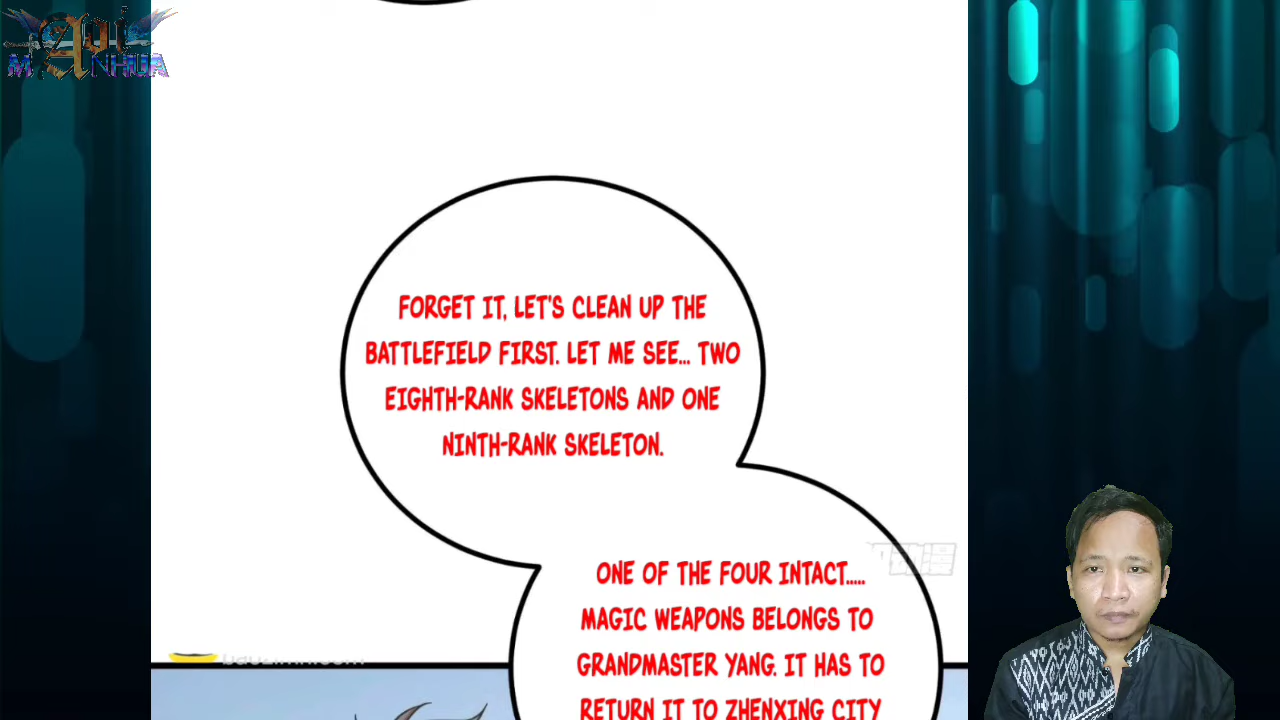 Api
MANHUA
FORGET IT, LET'S CLEAN UP THE
BATTLEFIELD FIRST. LET ME SEE... TWO
EIGHTH-RANK SKELETONS AND ONE
NINTH-RANK SKELETON.
ONE OF THE FOUR INTACT.....
MAGIC WEAPONS BELONGS TO
GRANDMASTER YANG. IT HAS TO
RETURN IT TO ZHENXING CITY